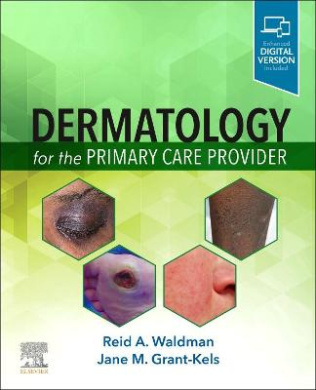 Enhanced
DIGITAL
VERSION
Included
DERMATOLOGY
for the PRIMARY CARE PROVIDER
Reid A. Waldman
Jane M. Grant-Kels
ELSEVIER